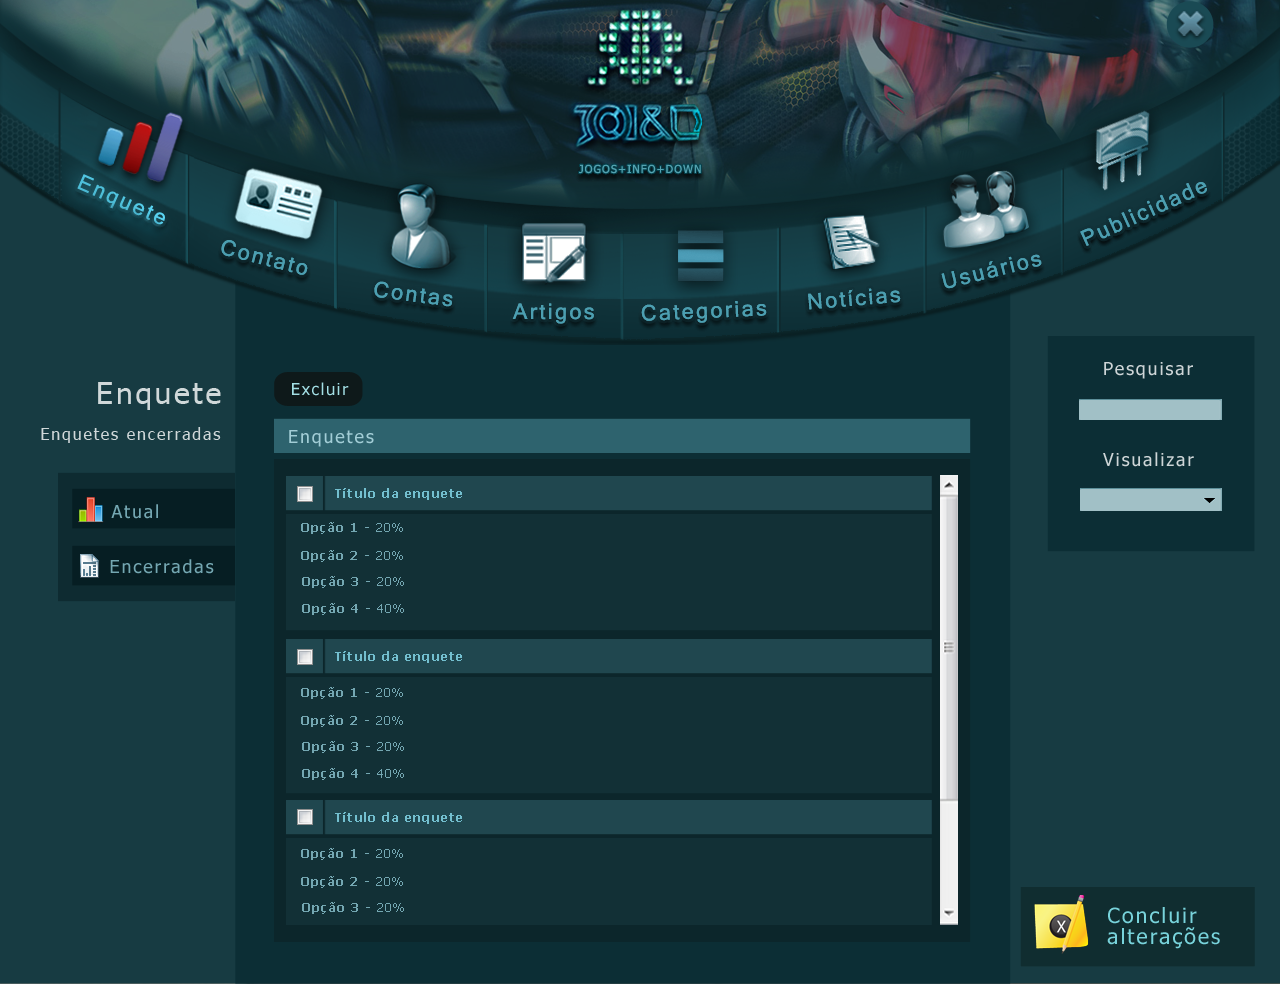 JOI&D
JOGOS+INFO+DOWN
Enquete
Contato
Contas
Artigos
Categorias
Notícias
Usuários
Publicidade
Enquete
Enquetes encerradas
Atual
Encerradas
Excluir
Enquetes
Título da enquete
Opção 1 - 20%
Opção 2 - 20%
Opção 3 - 20%
Opção 4 - 40%
Título da enquete
Opção 1 - 20%
Opção 2 - 20%
Opção 3 - 20%
Opção 4 - 40%
Título da enquete
Opção 1 - 20%
Opção 2 - 20%
Opção 3 - 20%
Pesquisar
Visualizar
X
Concluir
alterações